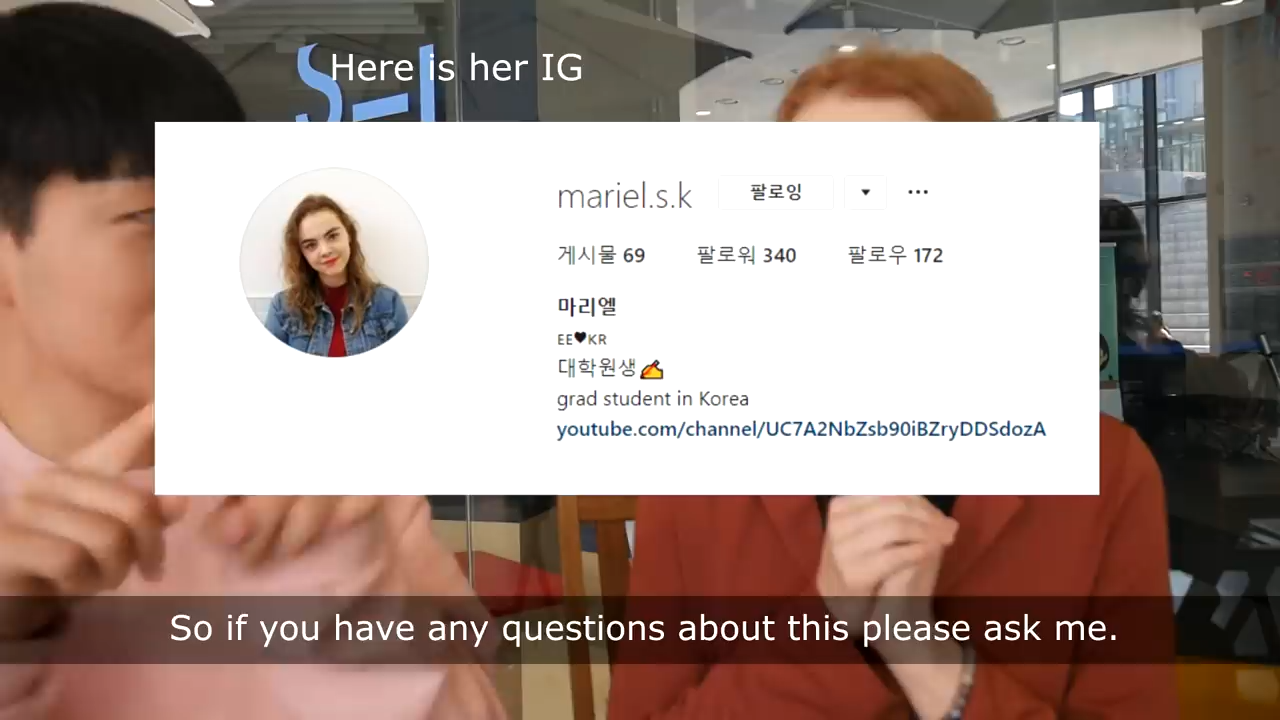 Here is her IG
mariel.s.k 팔로잉
게시물 69 팔로워 340 팔로우 172
마리엘
EE♥KR
대학원생✍
grad student in Korea
youtube.com/channel/UC7A2NbZsb90iBZryDDSdozA
So if you have any questions about this please ask me.